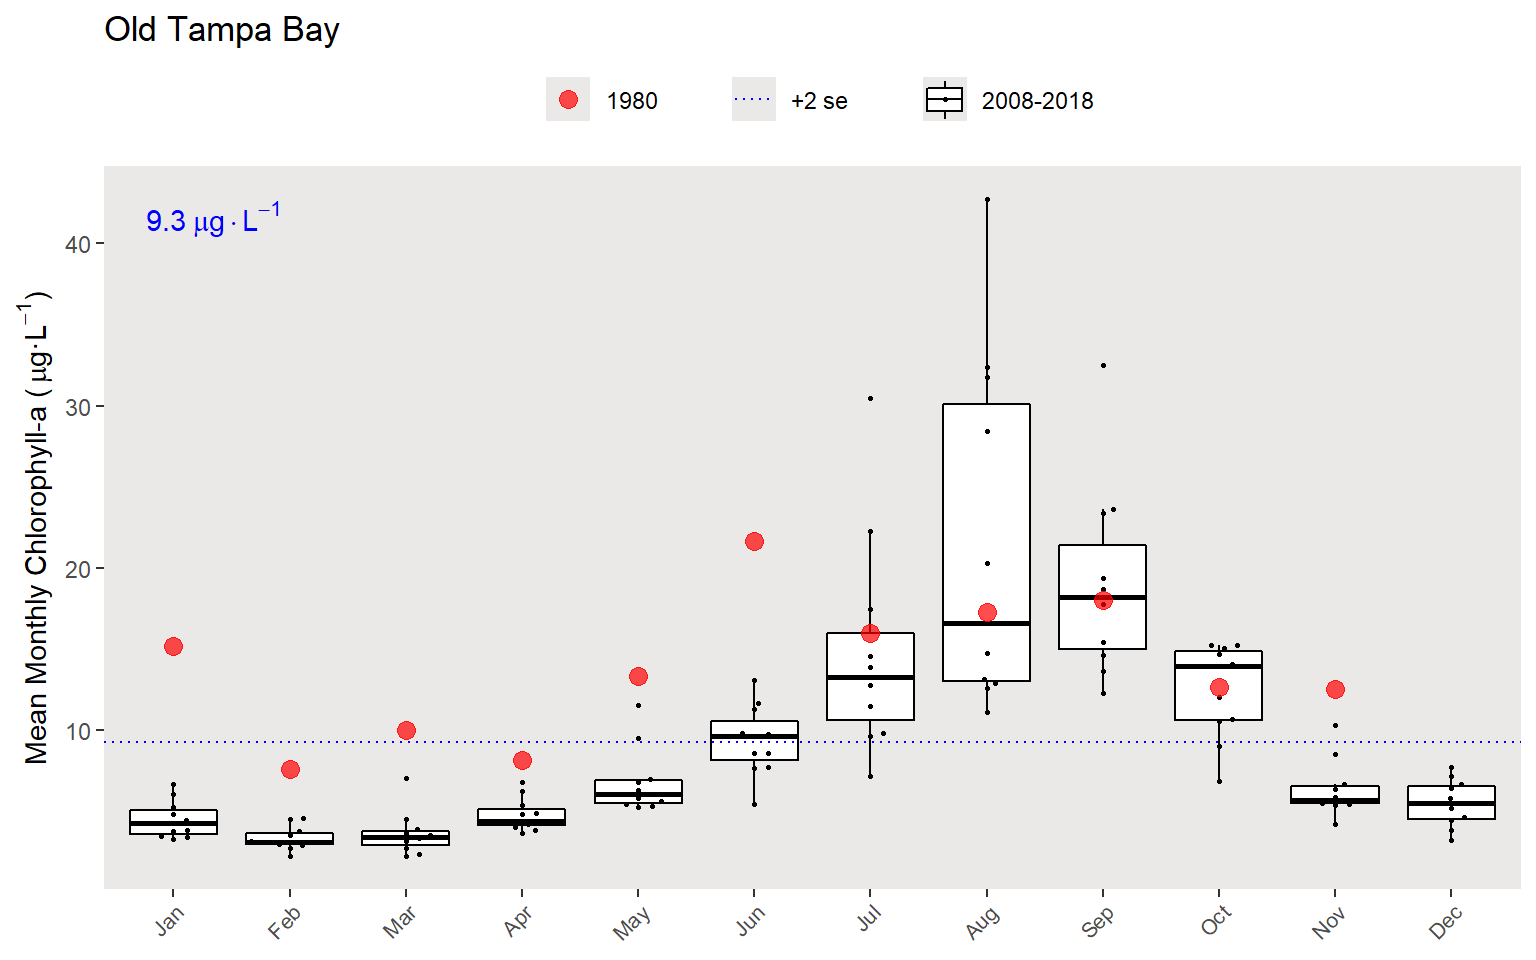 Old Tampa Bay
1980 +2 se 2008-2018
9.3 μg·L⁻¹
Mean Monthly Chlorophyll-a ( μg·L⁻¹)
40
30
20
10
Jan Feb Mar Apr May Jun Jul Aug Sep Oct Nov Dec